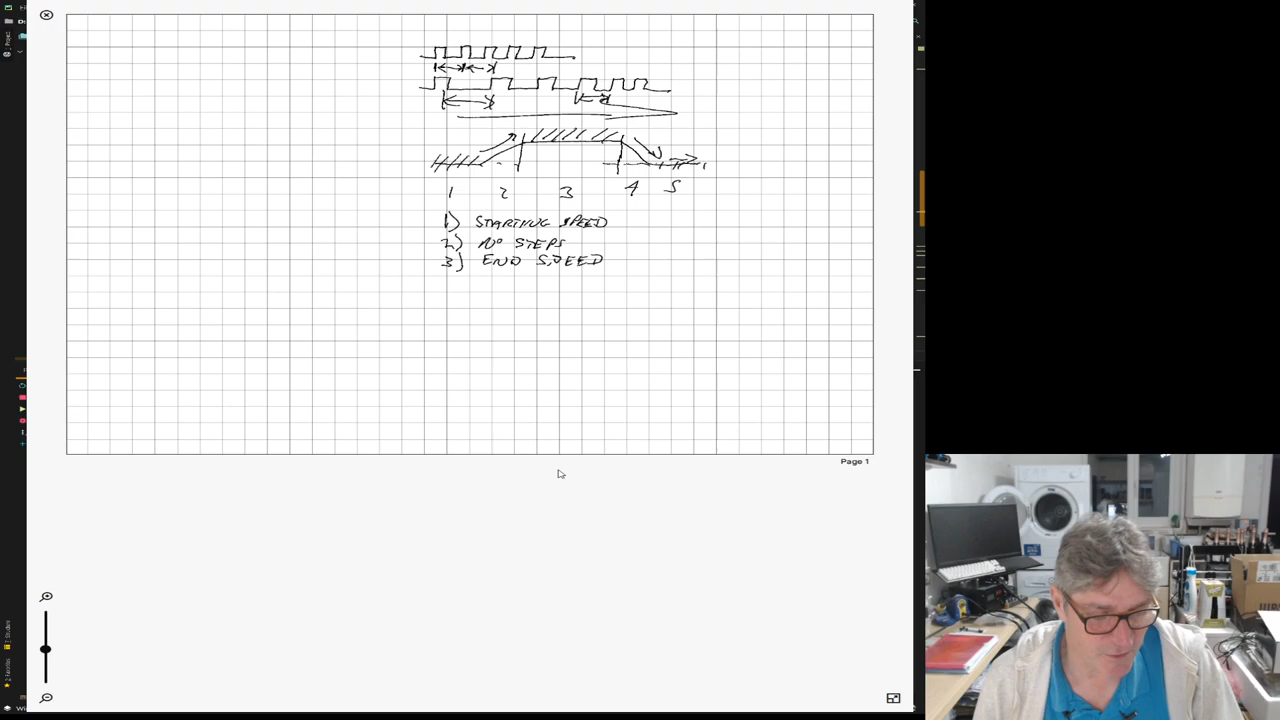 1 2 3 4 5
1) STARTING SPEED
2) No STEPS
3) END SPEED
Page 1